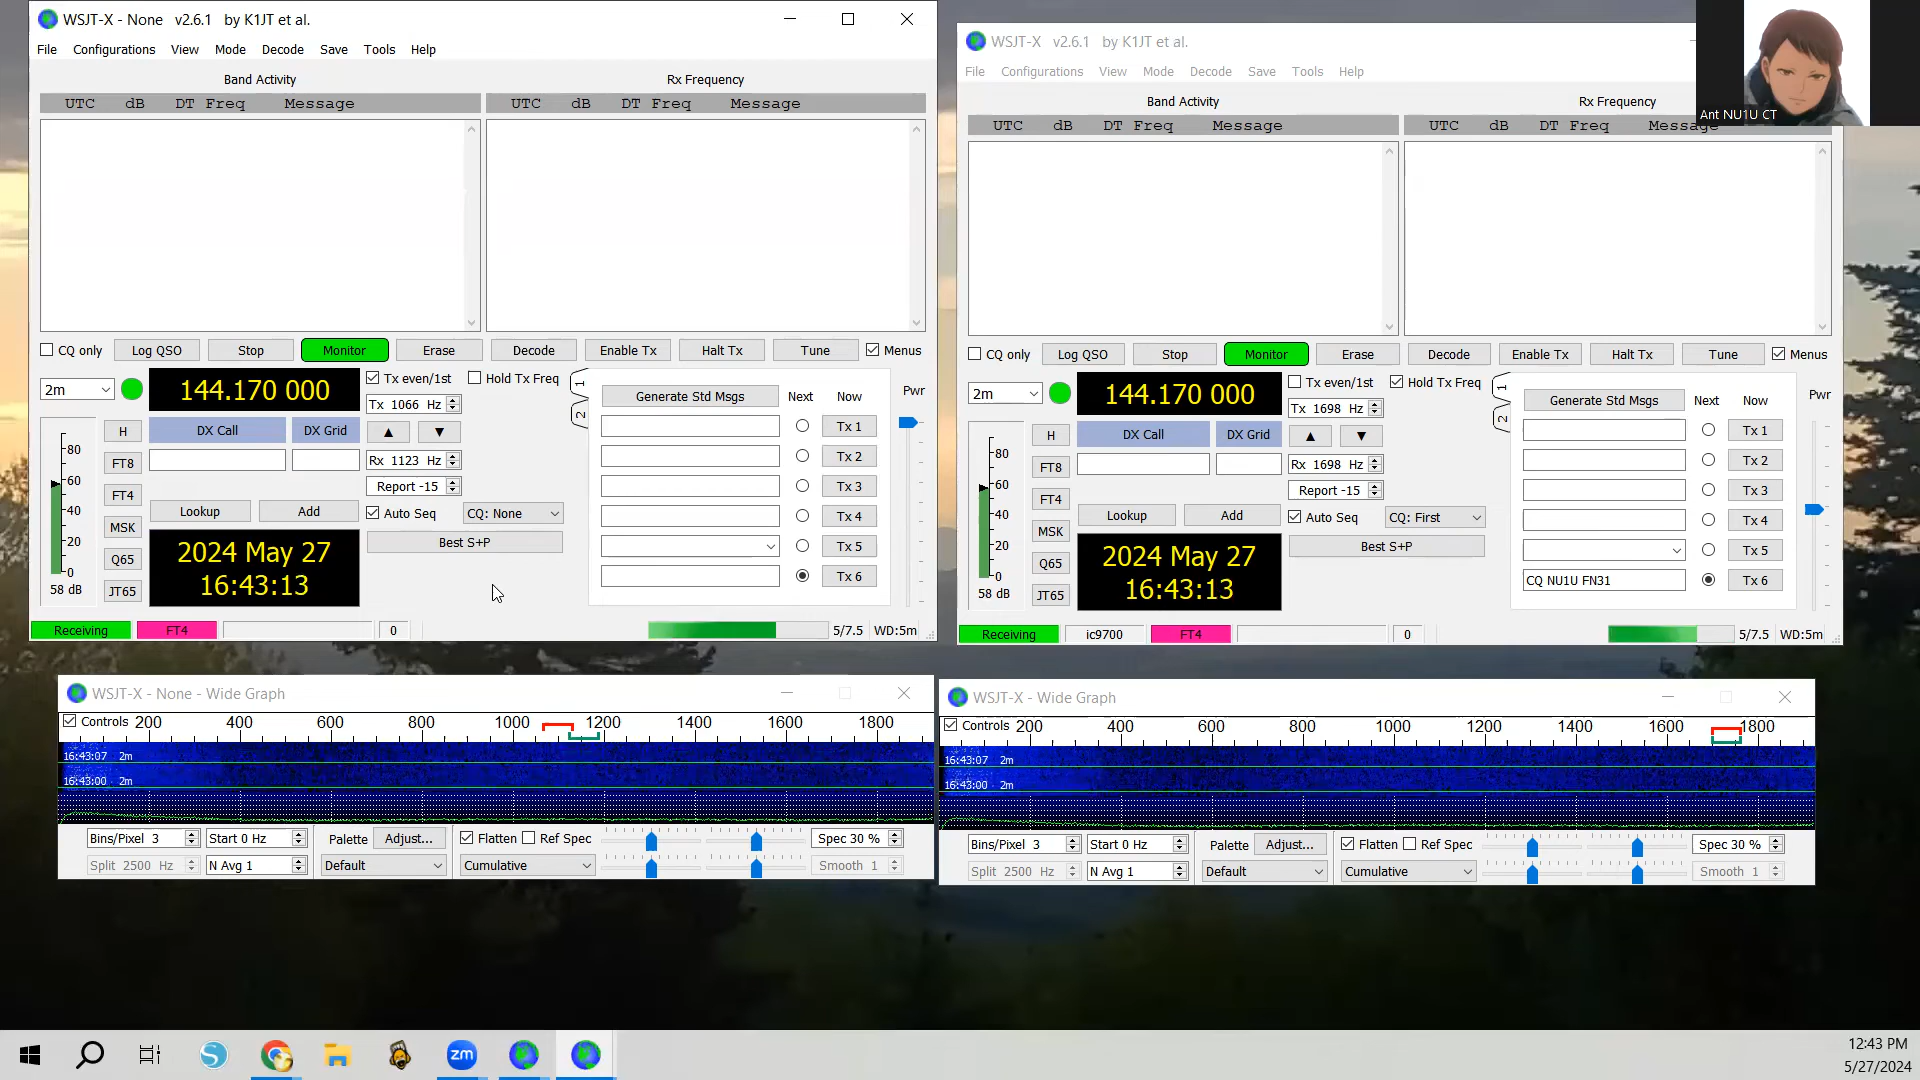 WSJT-X - None   v2.6.1   by K1JT et al.
File Configurations View Mode Decode Save Tools Help
Band Activity
Rx Frequency
UTC dB DT Freq Message
UTC dB DT Freq Message
CQ only Log QSO Stop Monitor Erase Decode Enable Tx Halt Tx Tune Menus
2m
144.170 000
Tx even/1st Hold Tx Freq
Tx 1066 Hz
DX Call DX Grid
Rx 1123 Hz
Report -15
Lookup Add
Auto Seq CQ: None
Best S+P
2024 May 27
16:43:13
80
60
40
20
0
58 dB
H
FT8
FT4
MSK
Q65
JT65
1
2
Generate Std Msgs Next Now
Pwr
Tx 1
Tx 2
Tx 3
Tx 4
Tx 5
Tx 6
Receiving FT4 0 5/7.5 WD:5m
WSJT-X   v2.6.1   by K1JT et al.
File Configurations View Mode Decode Save Tools Help
Ant NU1U CT
Band Activity
Rx Frequency
UTC dB DT Freq Message
UTC dB DT Freq Message
CQ only Log QSO Stop Monitor Erase Decode Enable Tx Halt Tx Tune Menus
2m
144.170 000
Tx even/1st Hold Tx Freq
Tx 1698 Hz
DX Call DX Grid
Rx 1698 Hz
Report -15
Lookup Add
Auto Seq CQ: First
Best S+P
2024 May 27
16:43:13
80
60
40
20
0
58 dB
H
FT8
FT4
MSK
Q65
JT65
1
2
Generate Std Msgs Next Now
Pwr
Tx 1
Tx 2
Tx 3
Tx 4
Tx 5
CQ NU1U FN31 Tx 6
Receiving ic9700 FT4 0 5/7.5 WD:5m
WSJT-X - None - Wide Graph
Controls 200 400 600 800 1000 1200 1400 1600 1800
16:43:07 2m
16:43:00 2m
Bins/Pixel 3 Start 0 Hz Palette Adjust... Flatten Ref Spec Spec 30 %
Split 2500 Hz N Avg 1 Default Cumulative Smooth 1
WSJT-X - Wide Graph
Controls 200 400 600 800 1000 1200 1400 1600 1800
16:43:07 2m
16:43:00 2m
Bins/Pixel 3 Start 0 Hz Palette Adjust... Flatten Ref Spec Spec 30 %
Split 2500 Hz N Avg 1 Default Cumulative Smooth 1
zm
12:43 PM
5/27/2024